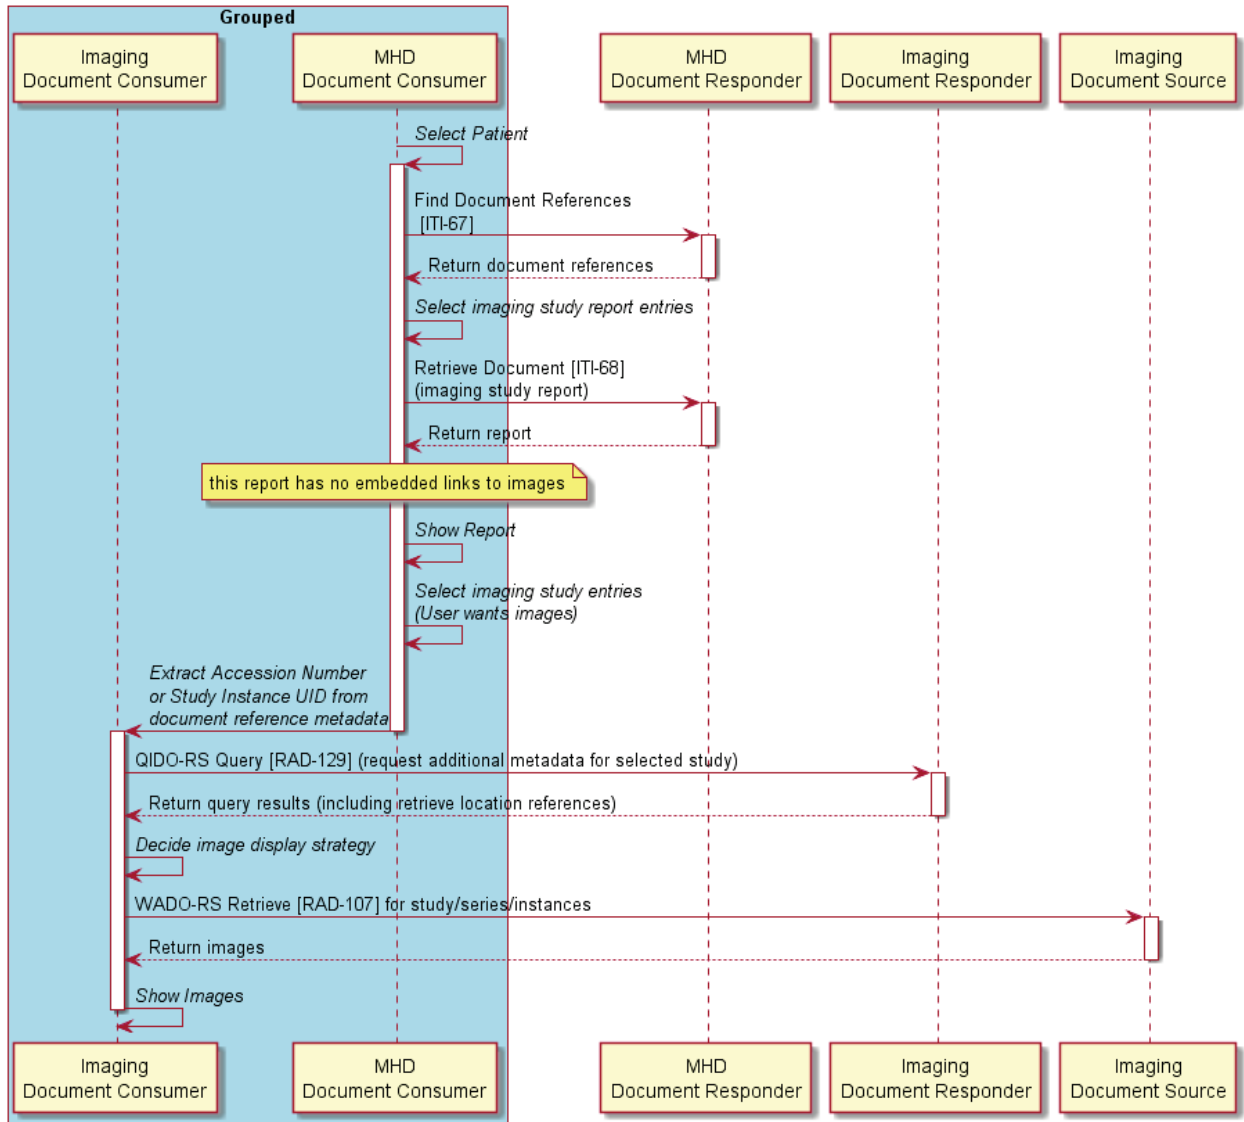 Grouped
Imaging
Document Consumer
MHD
Document Consumer
MHD
Document Responder
Imaging
Document Responder
Imaging
Document Source
Select Patient
Find Document References
[ITI-67]
Return document references
Select imaging study report entries
Retrieve Document [ITI-68]
(imaging study report)
Return report
this report has no embedded links to images
Show Report
Select imaging study entries
(User wants images)
Extract Accession Number
or Study Instance UID from
document reference metadata
QIDO-RS Query [RAD-129] (request additional metadata for selected study)
Return query results (including retrieve location references)
Decide image display strategy
WADO-RS Retrieve [RAD-107] for study/series/instances
Return images
Show Images
Imaging
Document Consumer
MHD
Document Consumer
MHD
Document Responder
Imaging
Document Responder
Imaging
Document Source